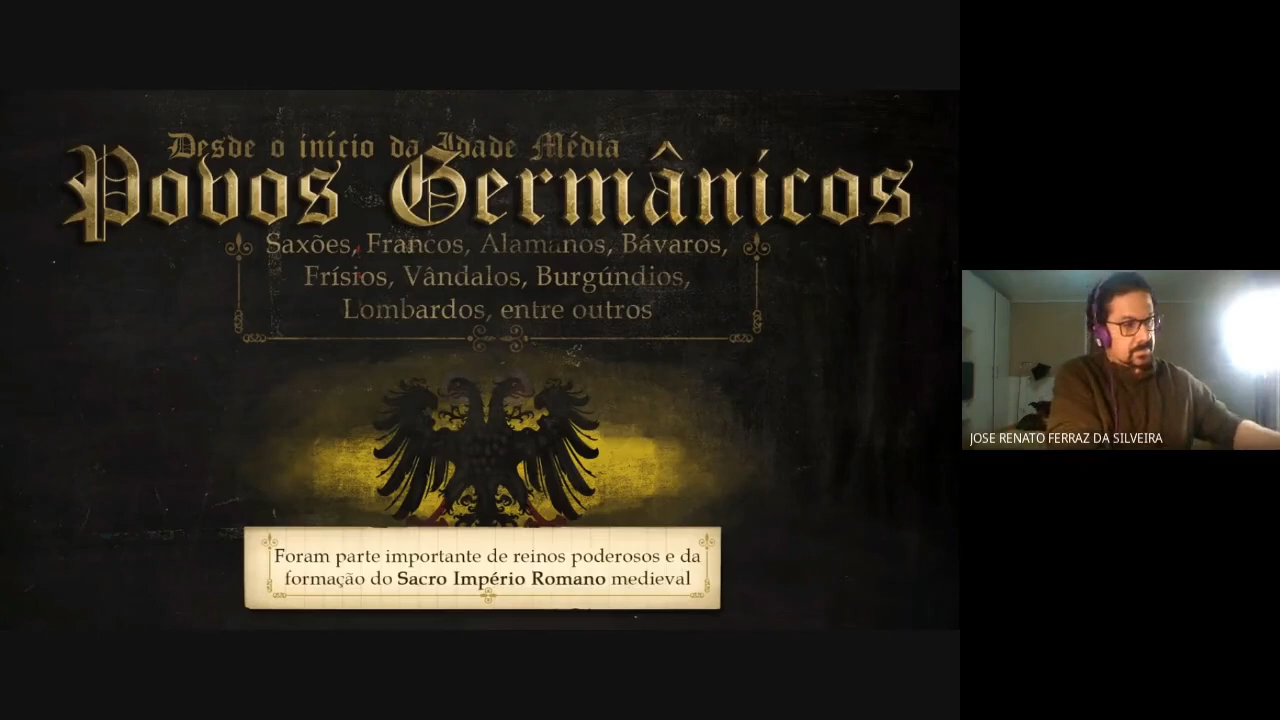 Desde o início da Idade Média
Povos Germânicos
Saxões, Francos, Alamanos, Bávaros,
Frísios, Vândalos, Burgúndios,
Lombardos, entre outros
Foram parte importante de reinos poderosos e da
formação do Sacro Império Romano medieval
JOSE RENATO FERRAZ DA SILVEIRA